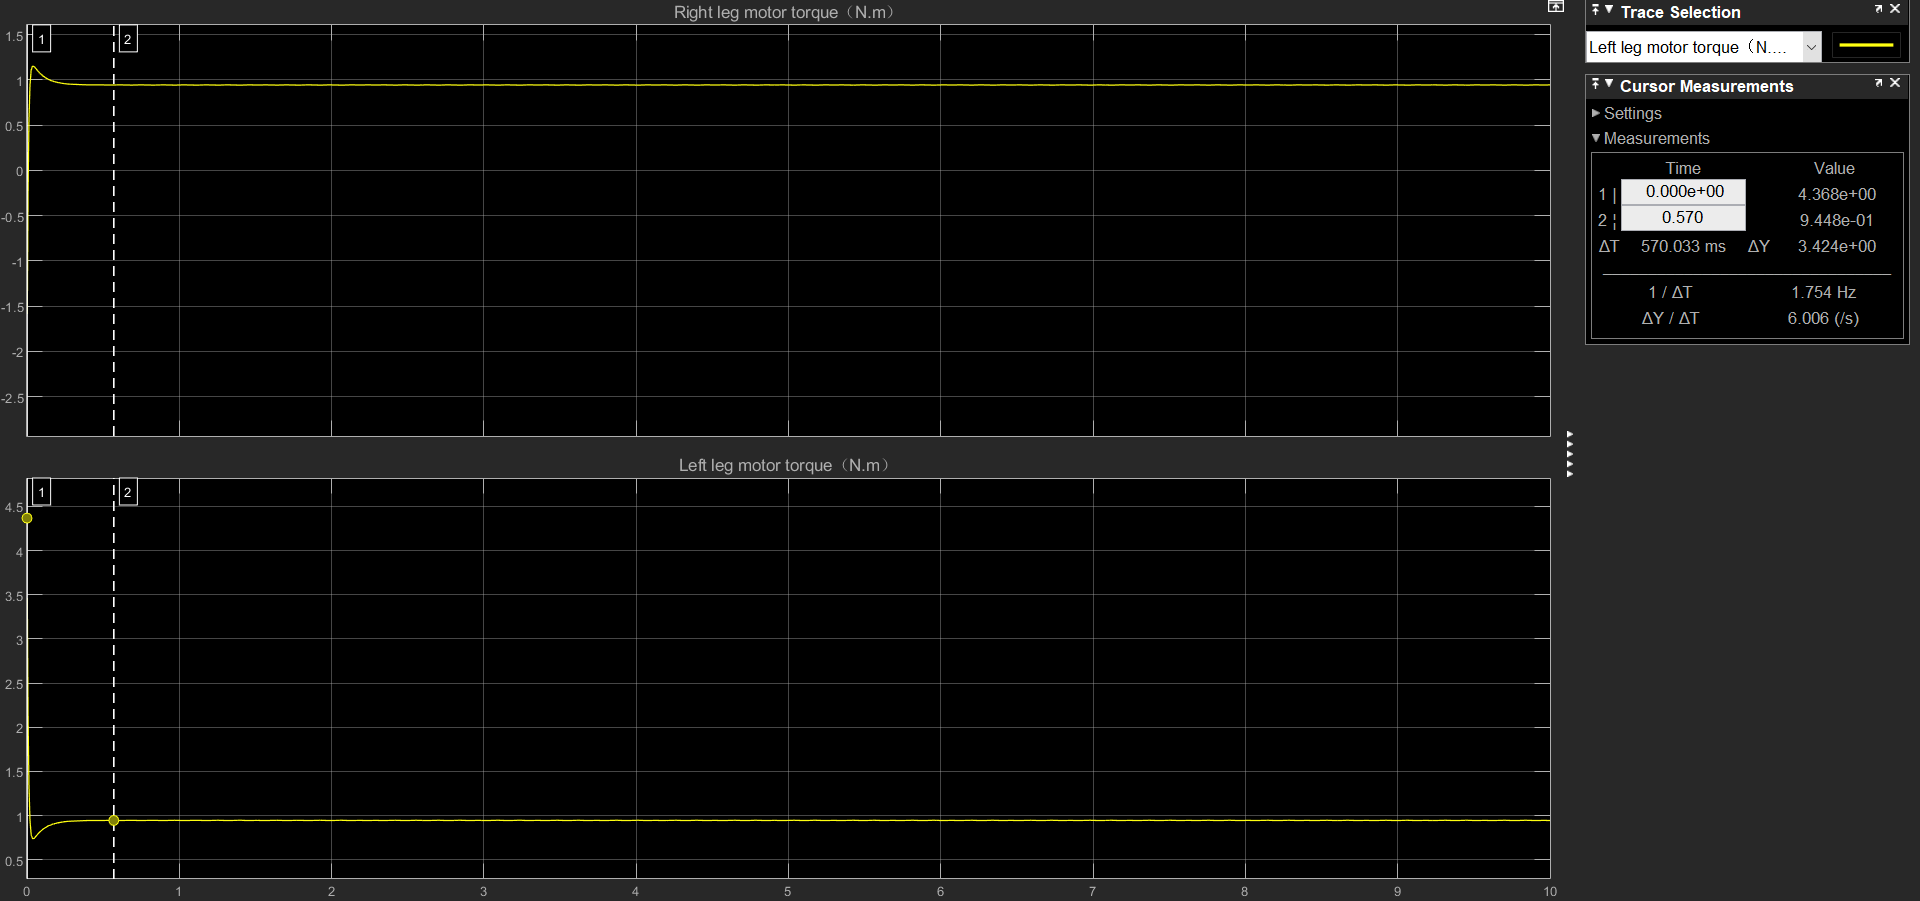 Right leg motor torque（N.m）
1 2
1.5
1
0.5
0
-0.5
-1
-1.5
-2
-2.5
Left leg motor torque（N.m）
1 2
4.5
4
3.5
3
2.5
2
1.5
1
0.5
0 1 2 3 4 5 6 7 8 9 10
Trace Selection
Left leg motor torque（N....
Cursor Measurements
Settings
Measurements
Time Value
1 | 0.000e+00 4.368e+00
2 ¦ 0.570 9.448e-01
ΔT 570.033 ms ΔY 3.424e+00
1 / ΔT 1.754 Hz
ΔY / ΔT 6.006 (/s)